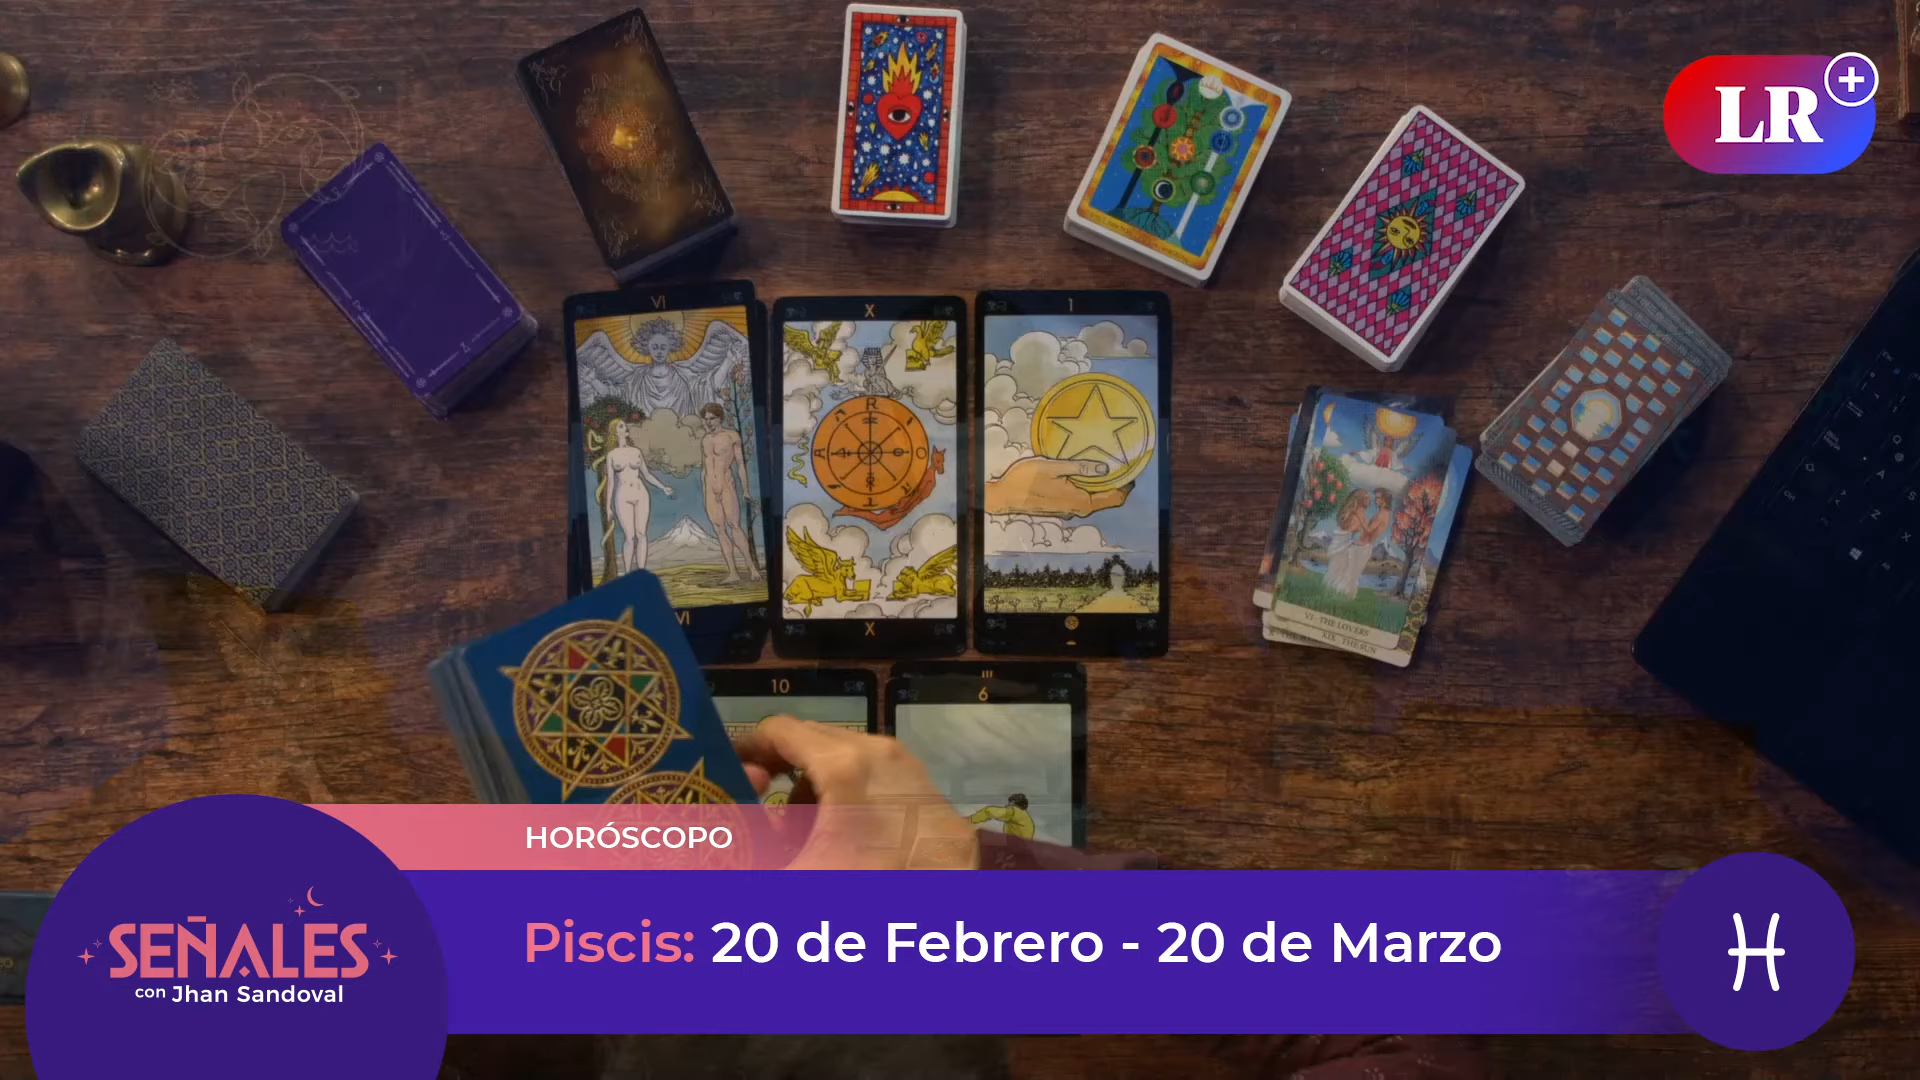 LR+
VI
X
1
VI
X
R
10
III
6
VI THE LOVERS
XIX THE SUN
HORÓSCOPO
Piscis: 20 de Febrero - 20 de Marzo
SEÑALES
con Jhan Sandoval